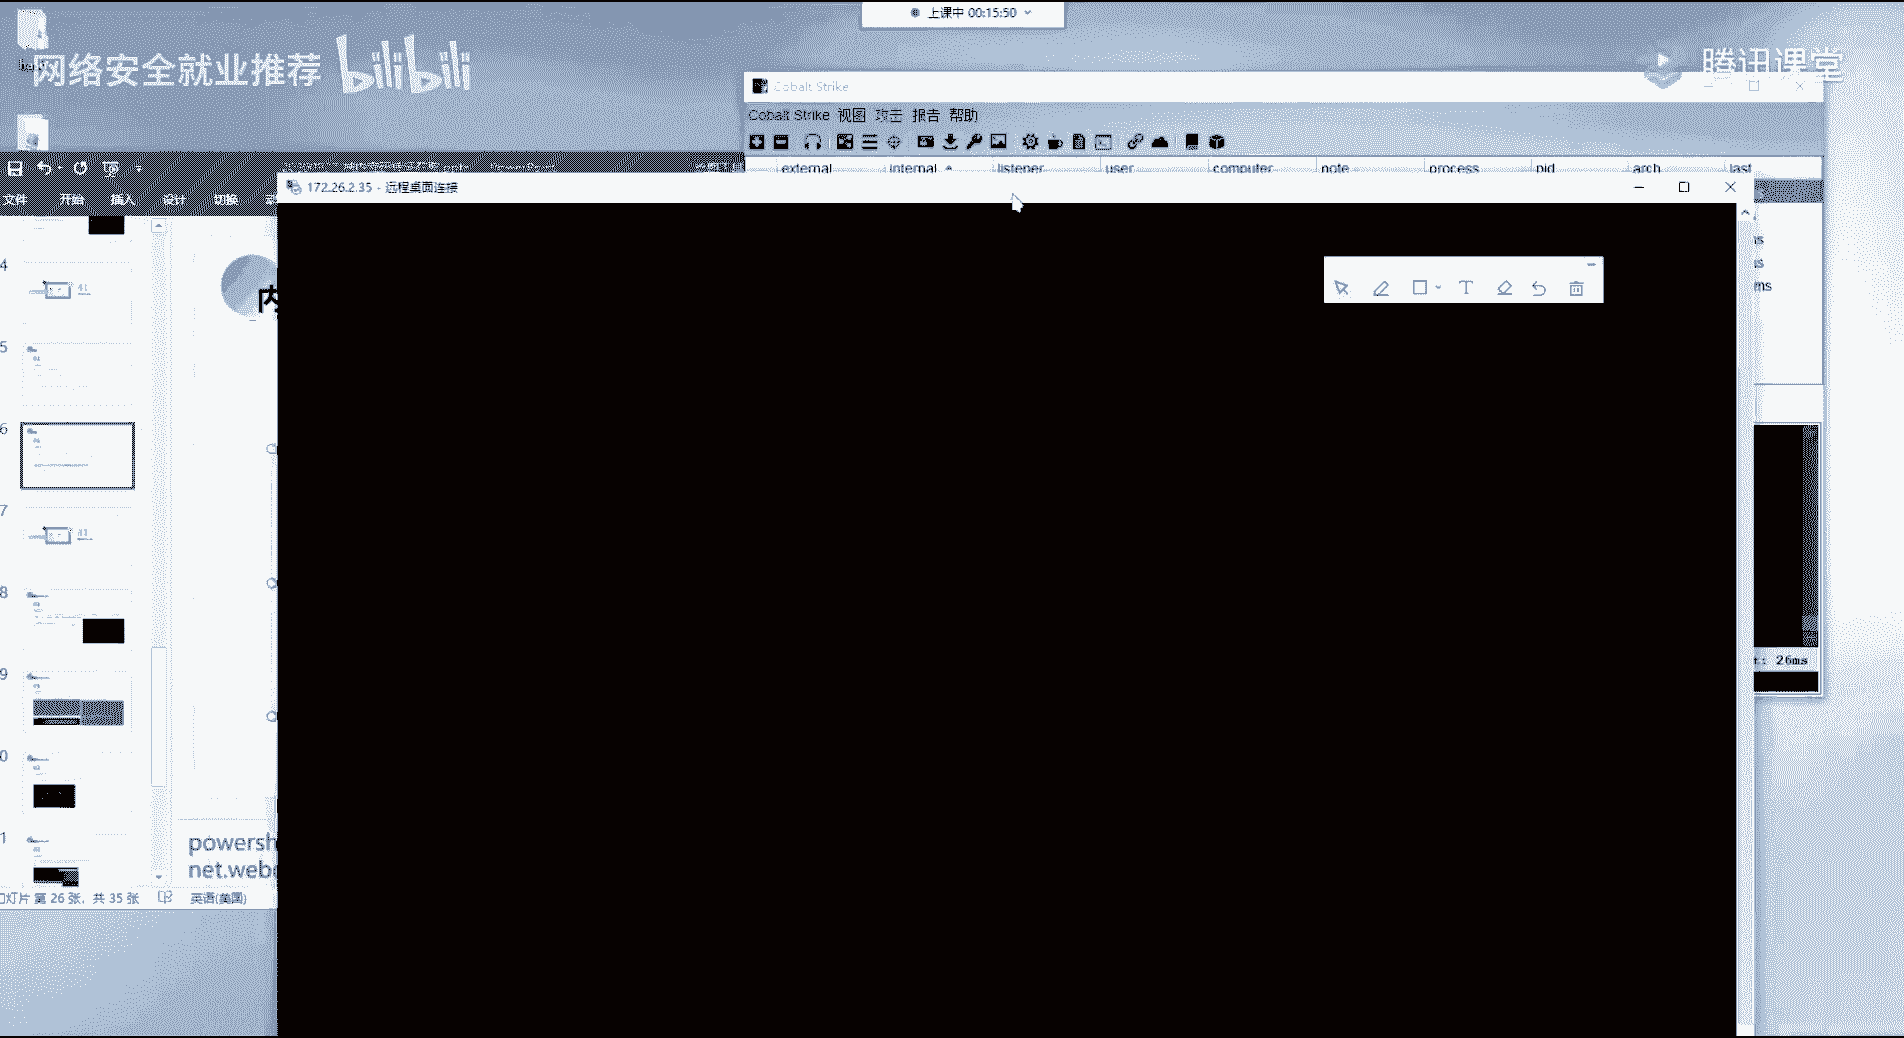 上课中 00:15:50
网络安全就业推荐 bilibili
腾讯课堂
Cobalt Strike
Cobalt Strike 视图 攻击 报告 帮助
external internal listener user computer note process pid arch last
172.26.2.35 - 远程桌面连接
文件 开始 插入 设计 切换
4
5
6
7
8
9
0
1
内
ms
26ms
powersh
net.web
幻灯片 第 26 张，共 35 张 英语(美国)